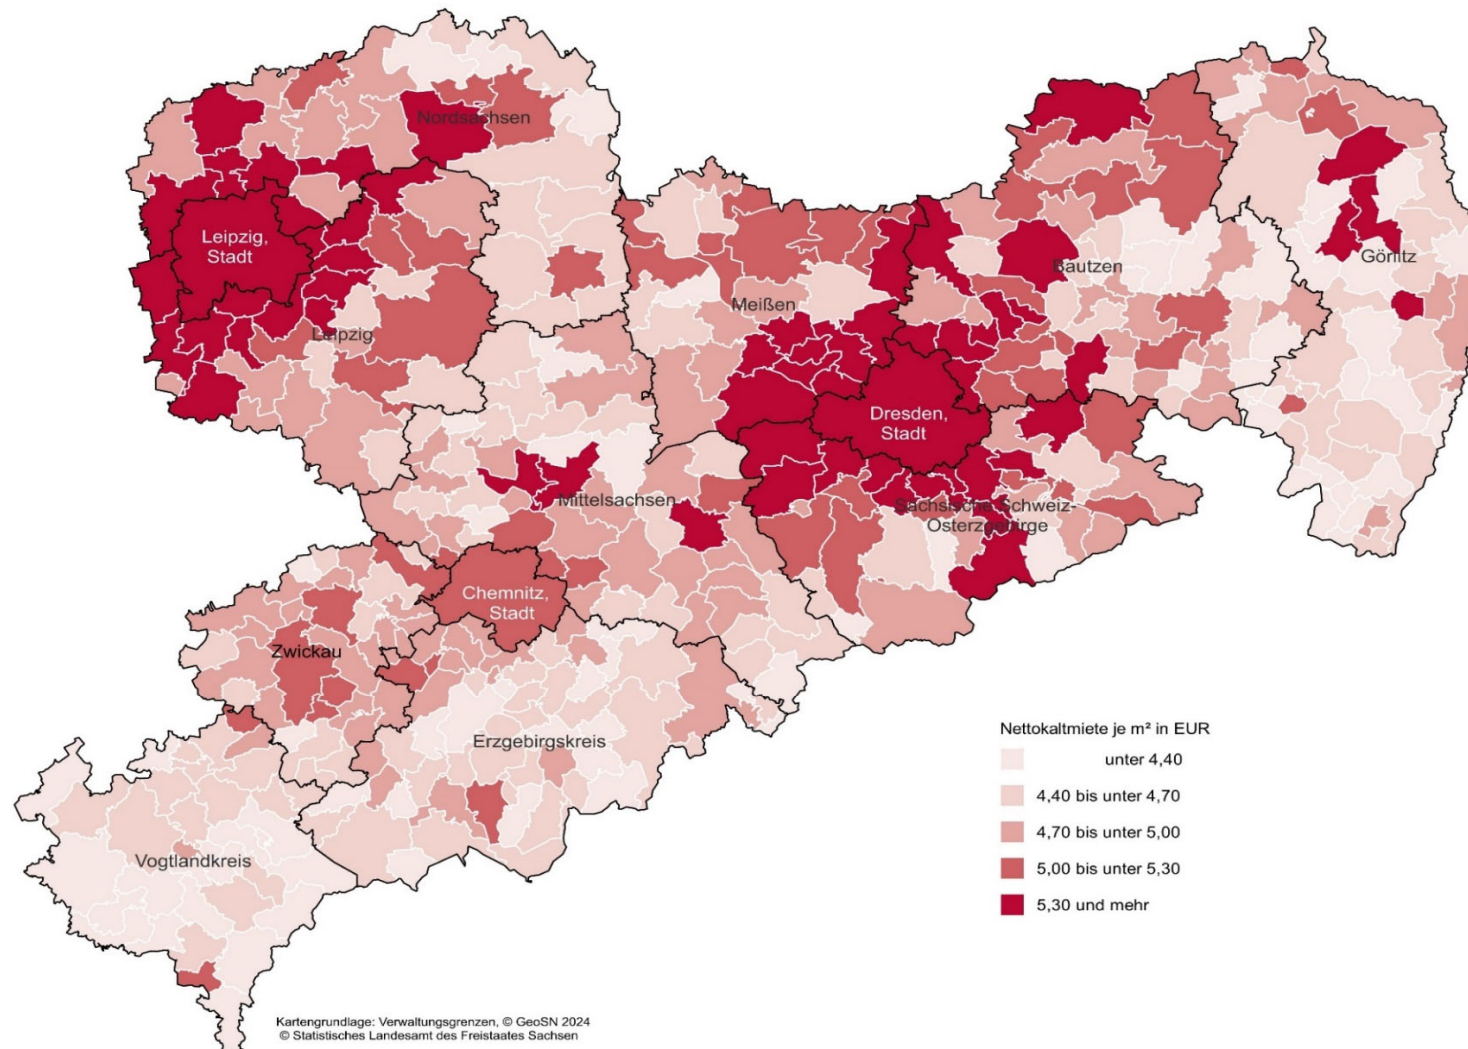 Nordsachsen
Leipzig,
Stadt
Leipzig
Meißen
Bautzen
Görlitz
Dresden,
Stadt
Mittelsachsen
Sächsische Schweiz-
Osterzgebirge
Chemnitz,
Stadt
Zwickau
Erzgebirgskreis
Vogtlandkreis
Nettokaltmiete je m² in EUR
unter 4,40
4,40 bis unter 4,70
4,70 bis unter 5,00
5,00 bis unter 5,30
5,30 und mehr
Kartengrundlage: Verwaltungsgrenzen, © GeoSN 2024
© Statistisches Landesamt des Freistaates Sachsen